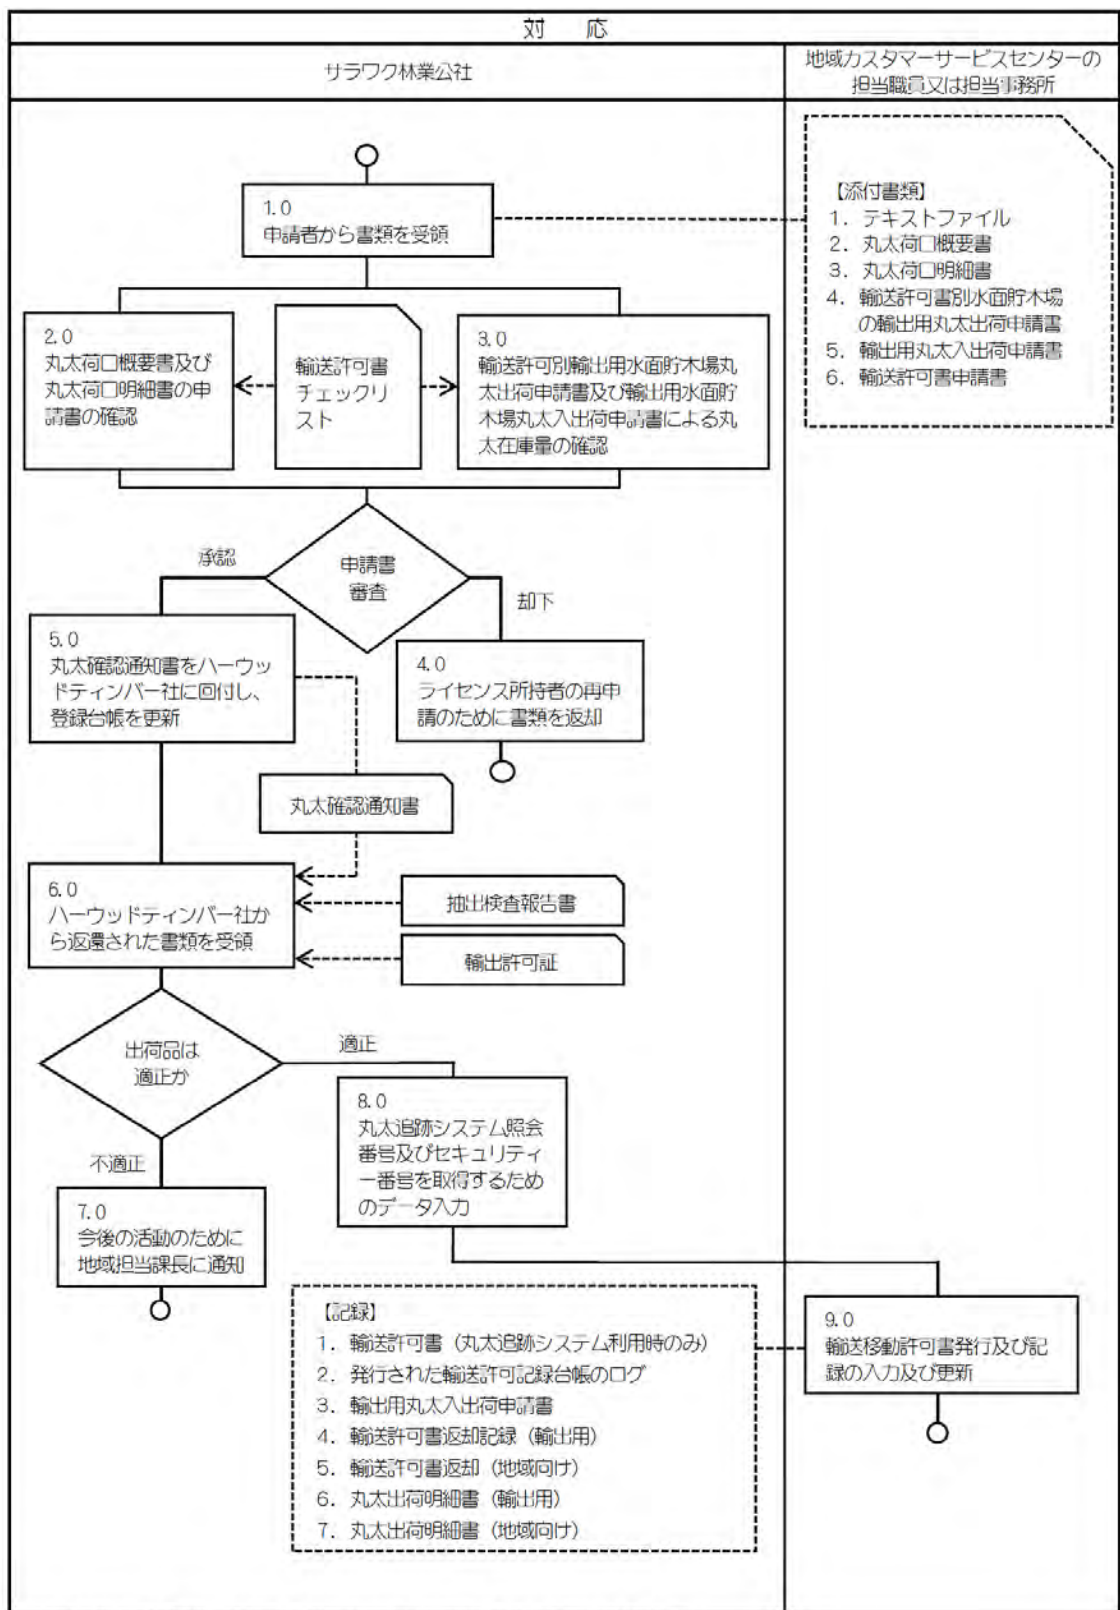 対　応
サラワク林業公社
地域カスタマーサービスセンターの
担当職員又は担当事務所
【添付書類】
1. テキストファイル
2. 丸太荷口概要書
3. 丸太荷口明細書
4. 輸送許可書別水面貯木場
の輸出用丸太出荷申請書
5. 輸出用丸太入出荷申請書
6. 輸送許可書申請書
1.0
申請者から書類を受領
2.0
丸太荷口概要書及び
丸太荷口明細書の申
請書の確認
輸送許可書
チェックリ
スト
3.0
輸送許可別輸出用水面貯木場丸
太出荷申請書及び輸出用水面貯
木場丸太入出荷申請書による丸
太在庫量の確認
申請書
審査
承認
却下
5.0
丸太確認通知書をハーウッ
ドティンバー社に回付し、
登録台帳を更新
4.0
ライセンス所持者の再申
請のために書類を返却
丸太確認通知書
6.0
ハーウッドティンバー社か
ら返還された書類を受領
抽出検査報告書
輸出許可証
出荷品は
適正か
適正
不適正
8.0
丸太追跡システム照会
番号及びセキュリティ
ー番号を取得するため
のデータ入力
7.0
今後の活動のために
地域担当課長に通知
【記録】
1. 輸送許可書（丸太追跡システム利用時のみ）
2. 発行された輸送許可記録台帳のログ
3. 輸出用丸太入出荷申請書
4. 輸送許可書返却記録（輸出用）
5. 輸送許可書返却（地域向け）
6. 丸太出荷明細書（輸出用）
7. 丸太出荷明細書（地域向け）
9.0
輸送移動許可書発行及び記
録の入力及び更新